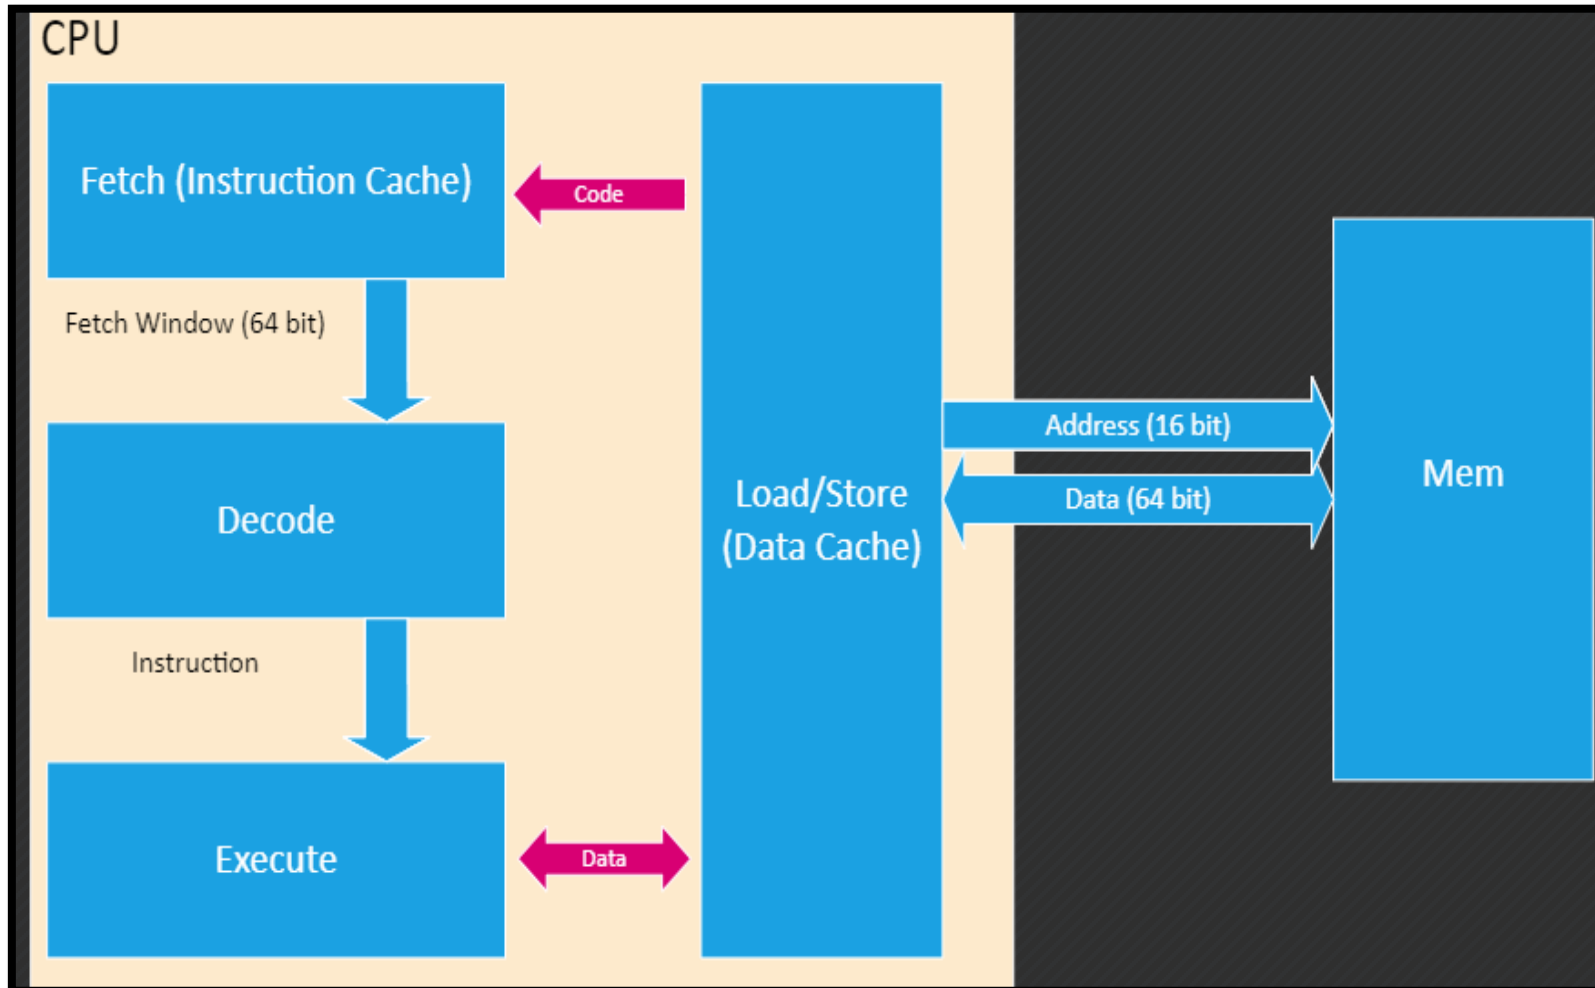 CPU
Fetch (Instruction Cache)
Code
Fetch Window (64 bit)
Decode
Load/Store
(Data Cache)
Address (16 bit)
Data (64 bit)
Mem
Instruction
Execute
Data